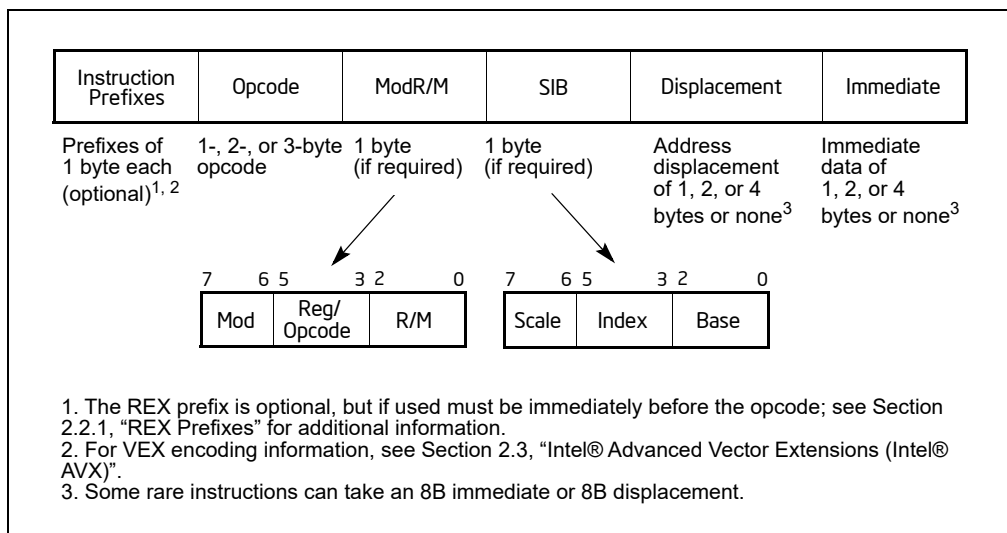 Instruction Prefixes
Opcode
ModR/M
SIB
Displacement
Immediate
Prefixes of
1 byte each
(optional)1, 2
1-, 2-, or 3-byte
opcode
1 byte
(if required)
1 byte
(if required)
Address
displacement
of 1, 2, or 4
bytes or none3
Immediate
data of
1, 2, or 4
bytes or none3
7 6 5 3 2 0
Mod
Reg/
Opcode
R/M
7 6 5 3 2 0
Scale
Index
Base
1. The REX prefix is optional, but if used must be immediately before the opcode; see Section
2.2.1, “REX Prefixes” for additional information.
2. For VEX encoding information, see Section 2.3, “Intel® Advanced Vector Extensions (Intel®
AVX)”.
3. Some rare instructions can take an 8B immediate or 8B displacement.